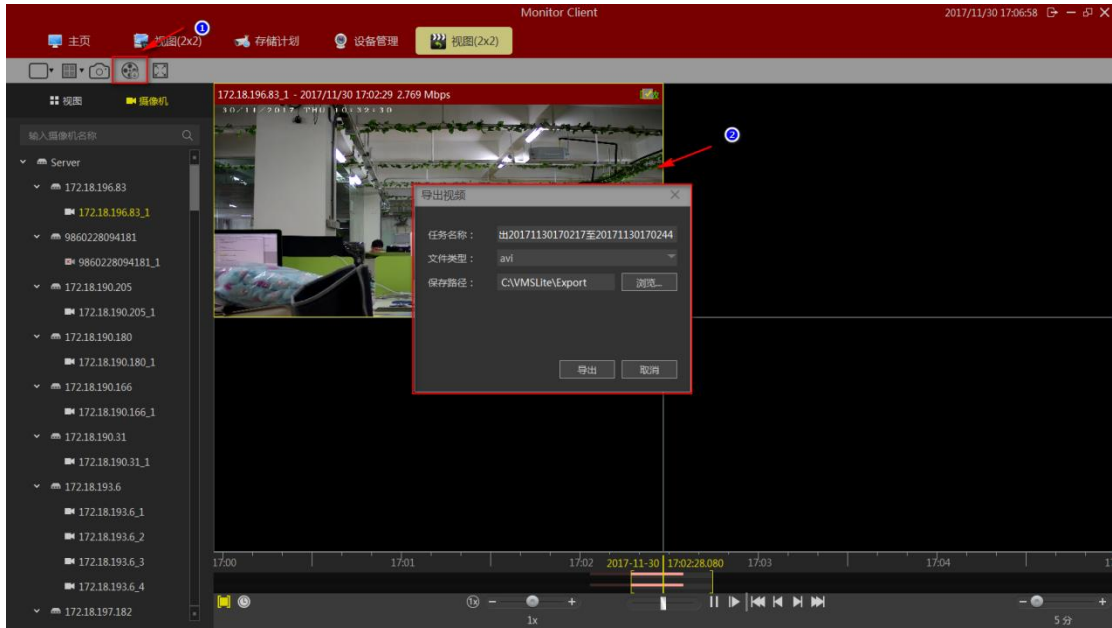 Monitor Client
2017/11/30 17:06:58
主页
视图(2x2)
存储计划
设备管理
视图(2x2)
1
视图
摄像机
172.18.196.83_1 - 2017/11/30 17:02:29 2.769 Mbps
30/11/2017 THU 10:32:30
输入摄像机名称
2
Server
172.18.196.83
172.18.196.83_1
9860228094181
9860228094181_1
172.18.190.205
172.18.190.205_1
172.18.190.180
172.18.190.180_1
172.18.190.166
172.18.190.166_1
172.18.190.31
172.18.190.31_1
172.18.193.6
172.18.193.6_1
172.18.193.6_2
172.18.193.6_3
172.18.193.6_4
172.18.197.182
导出视频
任务名称：
出20171130170217至20171130170244
文件类型：
avi
保存路径：
C:\VMSLite\Export
浏览...
导出
取消
17:00
17:01
17:02
2017-11-30 17:02:28.080
17:03
17:04
1x
1x
5 分